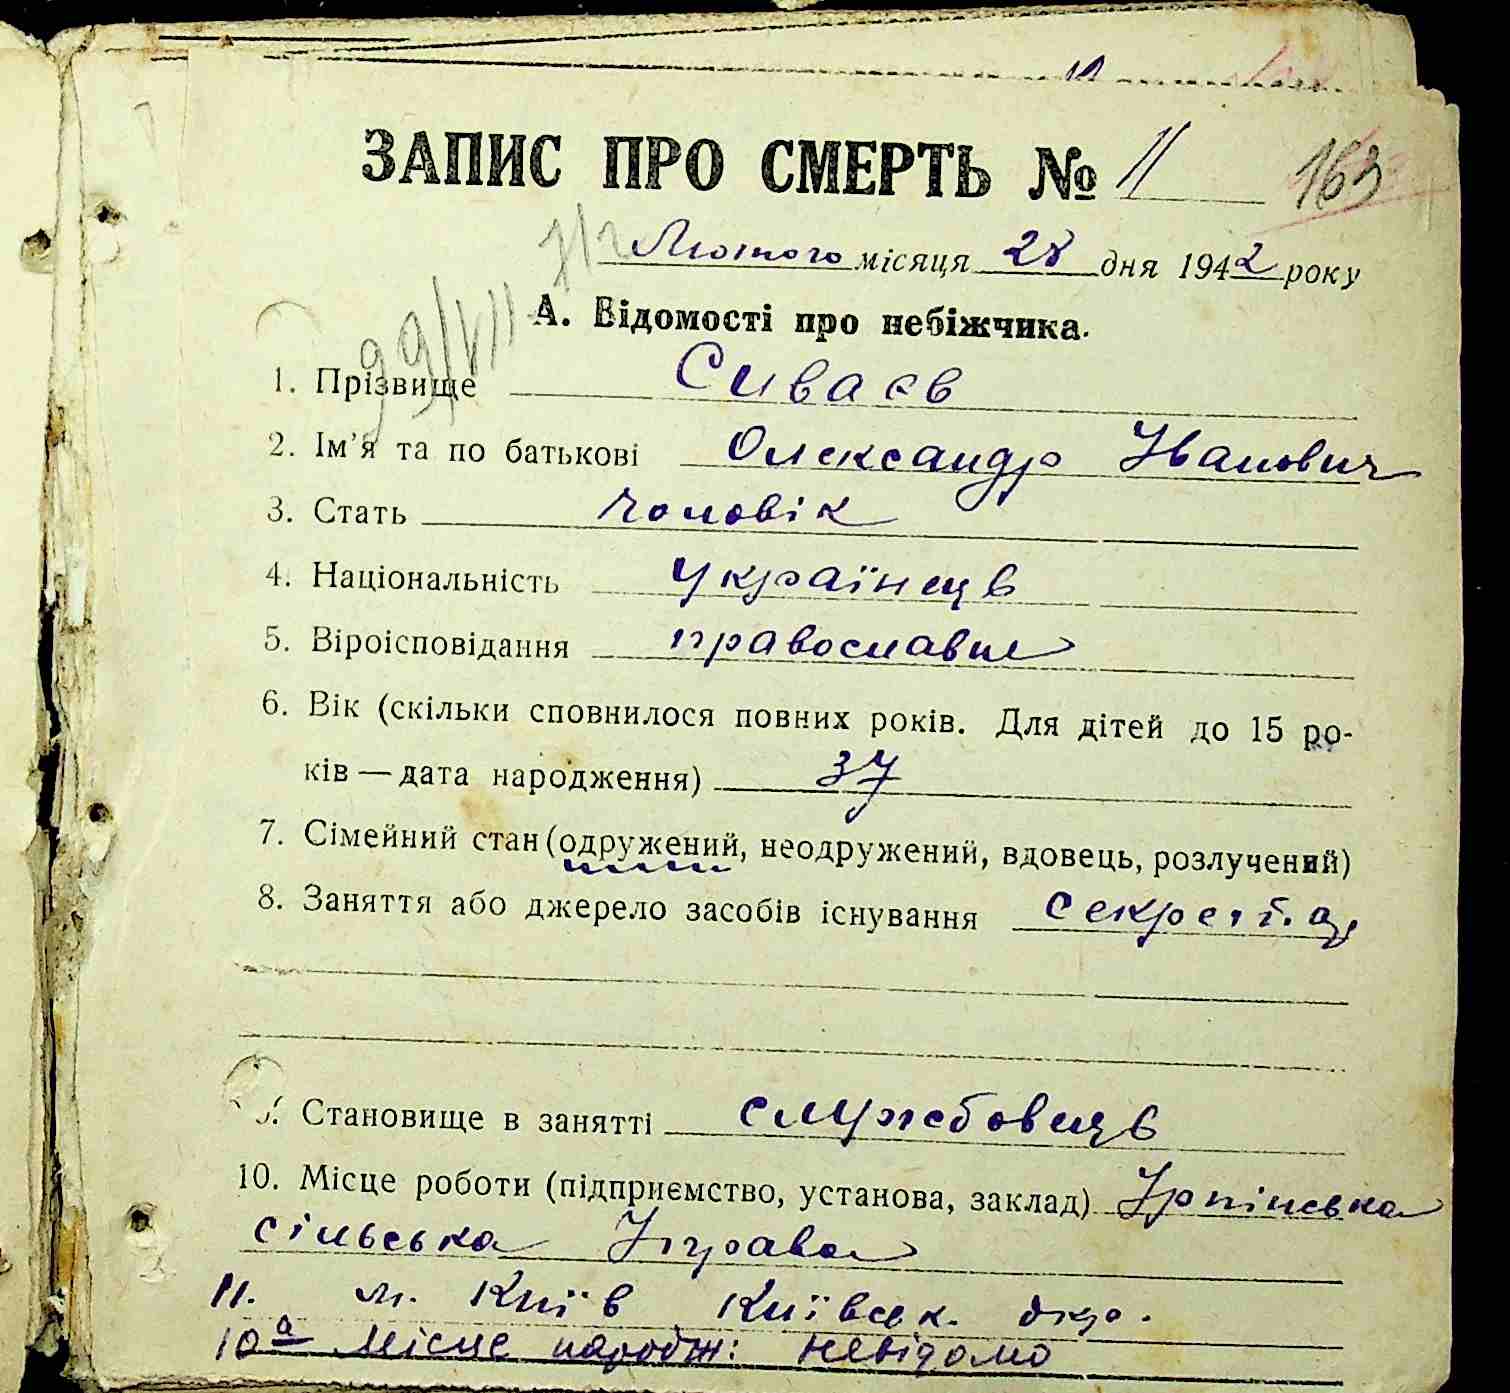 ЗАПИС ПРО СМЕРТЬ № 11 163
Лютого місяця 28 дня 1942 року
А. Відомості про небіжчика.
1. Прізвище Сиваєв
2. Ім'я та по батькові Олександр Иванович
3. Стать чоловік
4. Національність українець
5. Віроісповідання православне
6. Вік (скільки сповнилося повних років. Для дітей до 15 ро-
ків — дата народження) 37
7. Сімейний стан (одружений, неодружений, вдовець, розлучений)
8. Заняття або джерело засобів існування
Становище в занятті службовець
10. Місце роботи (підприємство, установа, заклад) Ірпінська
сільська Управа
11. м. Київ Київськ. окр.
10а Місце народж: невідомо